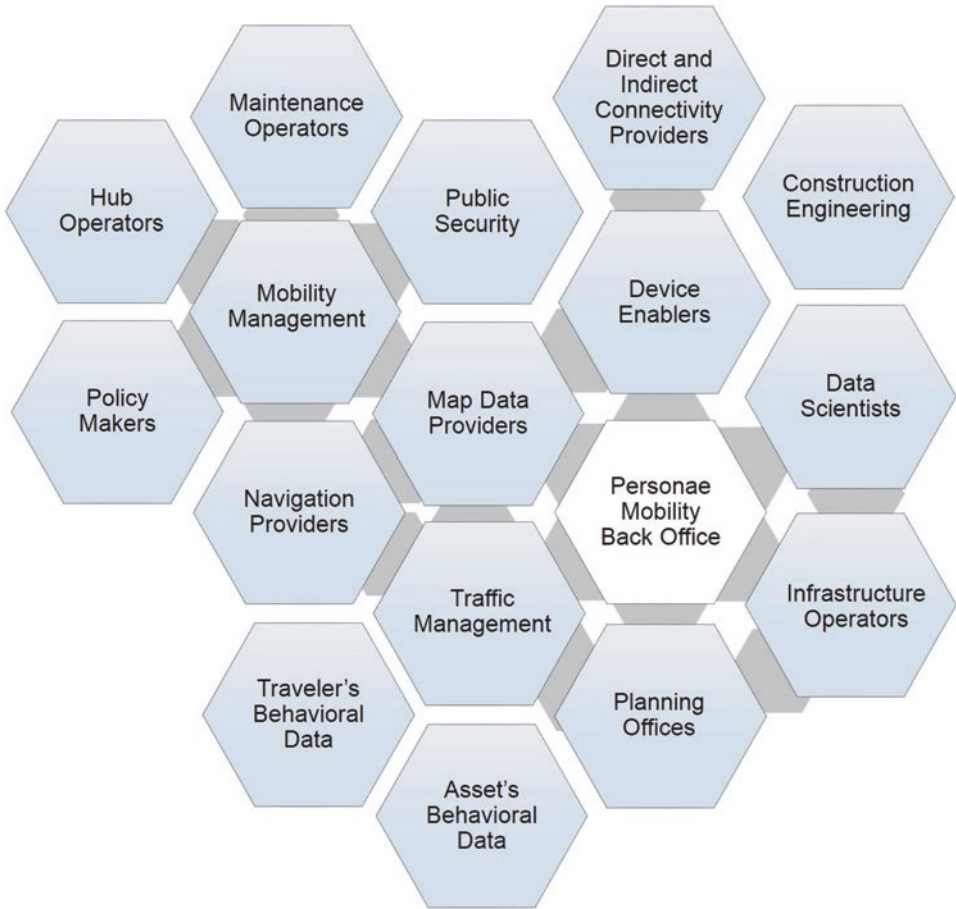 Direct and
Indirect
Connectivity
Providers
Maintenance
Operators
Hub
Operators
Public
Security
Construction
Engineering
Mobility
Management
Device
Enablers
Policy
Makers
Map Data
Providers
Data
Scientists
Navigation
Providers
Personae
Mobility
Back Office
Traffic
Management
Infrastructure
Operators
Traveler's
Behavioral
Data
Planning
Offices
Asset's
Behavioral
Data